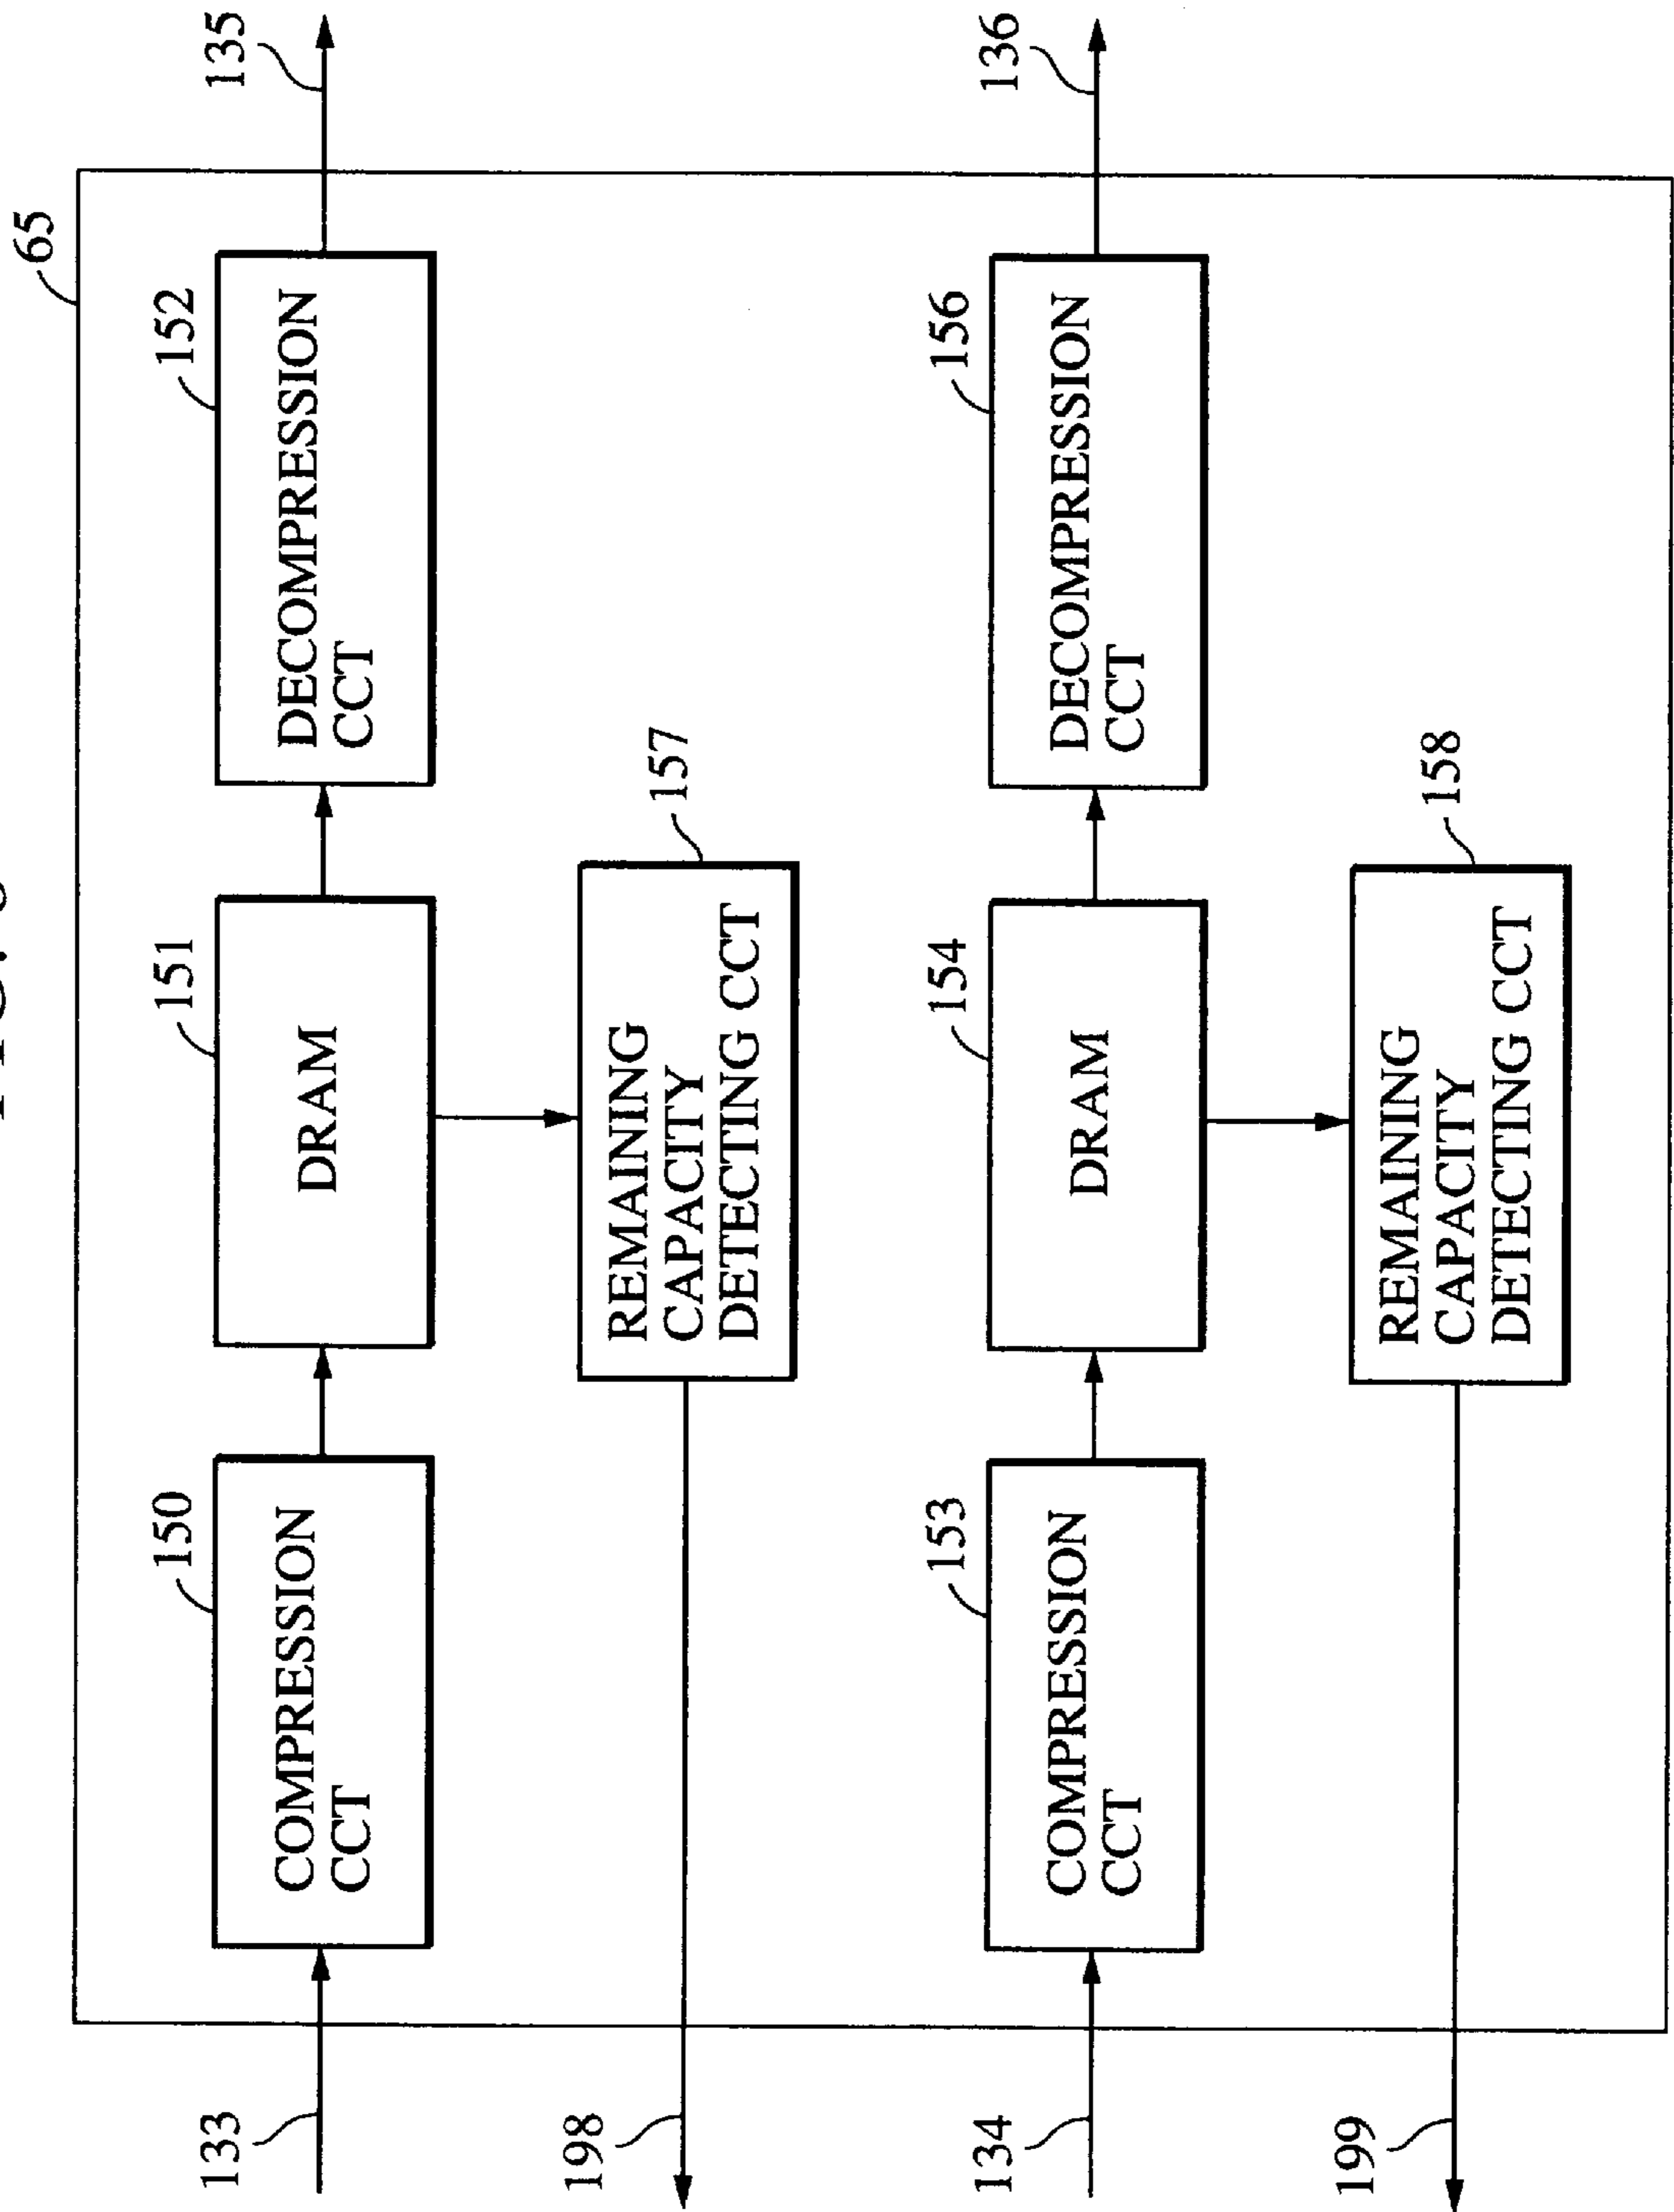 65
150
151
152
133
COMPRESSION
CCT
DRAM
DECOMPRESSION
CCT
135
157
198
REMAINING
CAPACITY
DETECTING CCT
153
154
156
134
COMPRESSION
CCT
DRAM
DECOMPRESSION
CCT
136
158
199
REMAINING
CAPACITY
DETECTING CCT